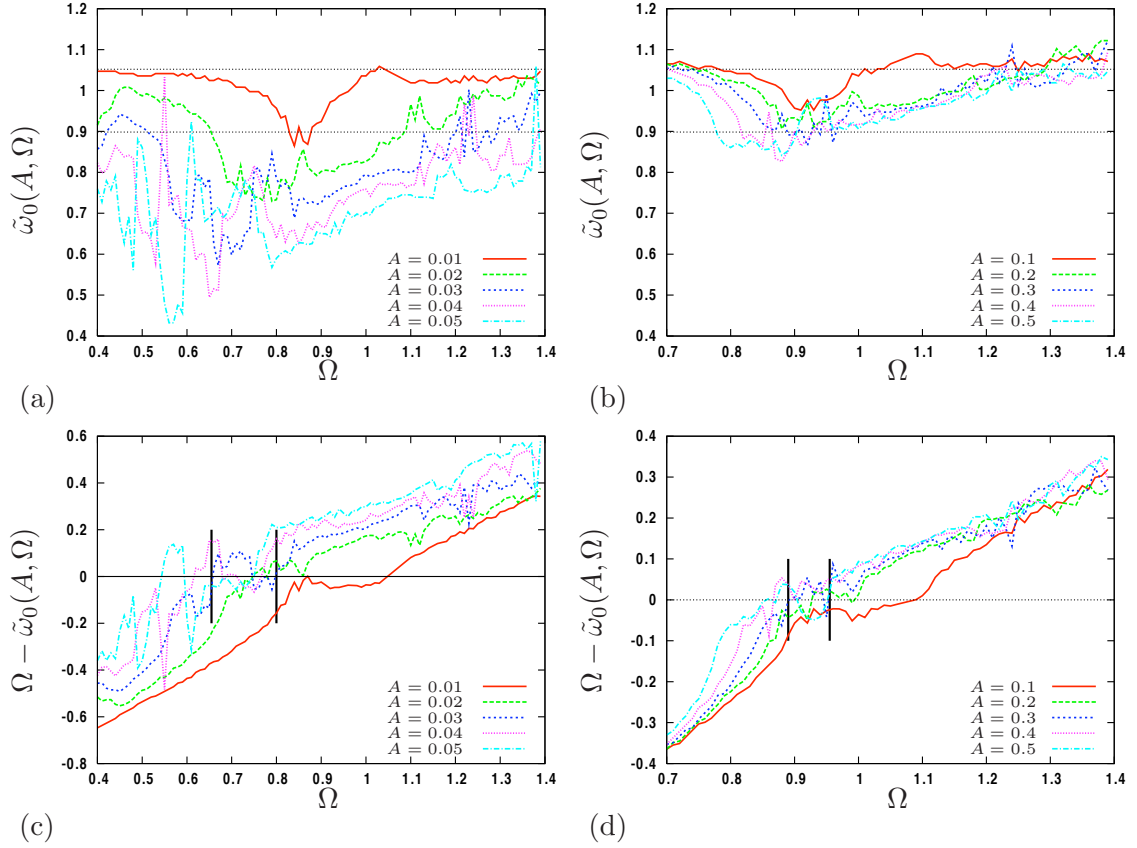 1.2
1.1
1
0.9
0.8
0.7
0.6
0.5
0.4
0.4 0.5 0.6 0.7 0.8 0.9 1 1.1 1.2 1.3 1.4
ω̃₀(A, Ω)
Ω
A = 0.01
A = 0.02
A = 0.03
A = 0.04
A = 0.05
(a)
1.2
1.1
1
0.9
0.8
0.7
0.6
0.5
0.4
0.7 0.8 0.9 1 1.1 1.2 1.3 1.4
ω̃₀(A, Ω)
Ω
A = 0.1
A = 0.2
A = 0.3
A = 0.4
A = 0.5
(b)
0.6
0.4
0.2
0
-0.2
-0.4
-0.6
-0.8
0.4 0.5 0.6 0.7 0.8 0.9 1 1.1 1.2 1.3 1.4
Ω − ω̃₀(A, Ω)
Ω
A = 0.01
A = 0.02
A = 0.03
A = 0.04
A = 0.05
(c)
0.4
0.3
0.2
0.1
0
-0.1
-0.2
-0.3
-0.4
0.7 0.8 0.9 1 1.1 1.2 1.3 1.4
Ω − ω̃₀(A, Ω)
Ω
A = 0.1
A = 0.2
A = 0.3
A = 0.4
A = 0.5
(d)